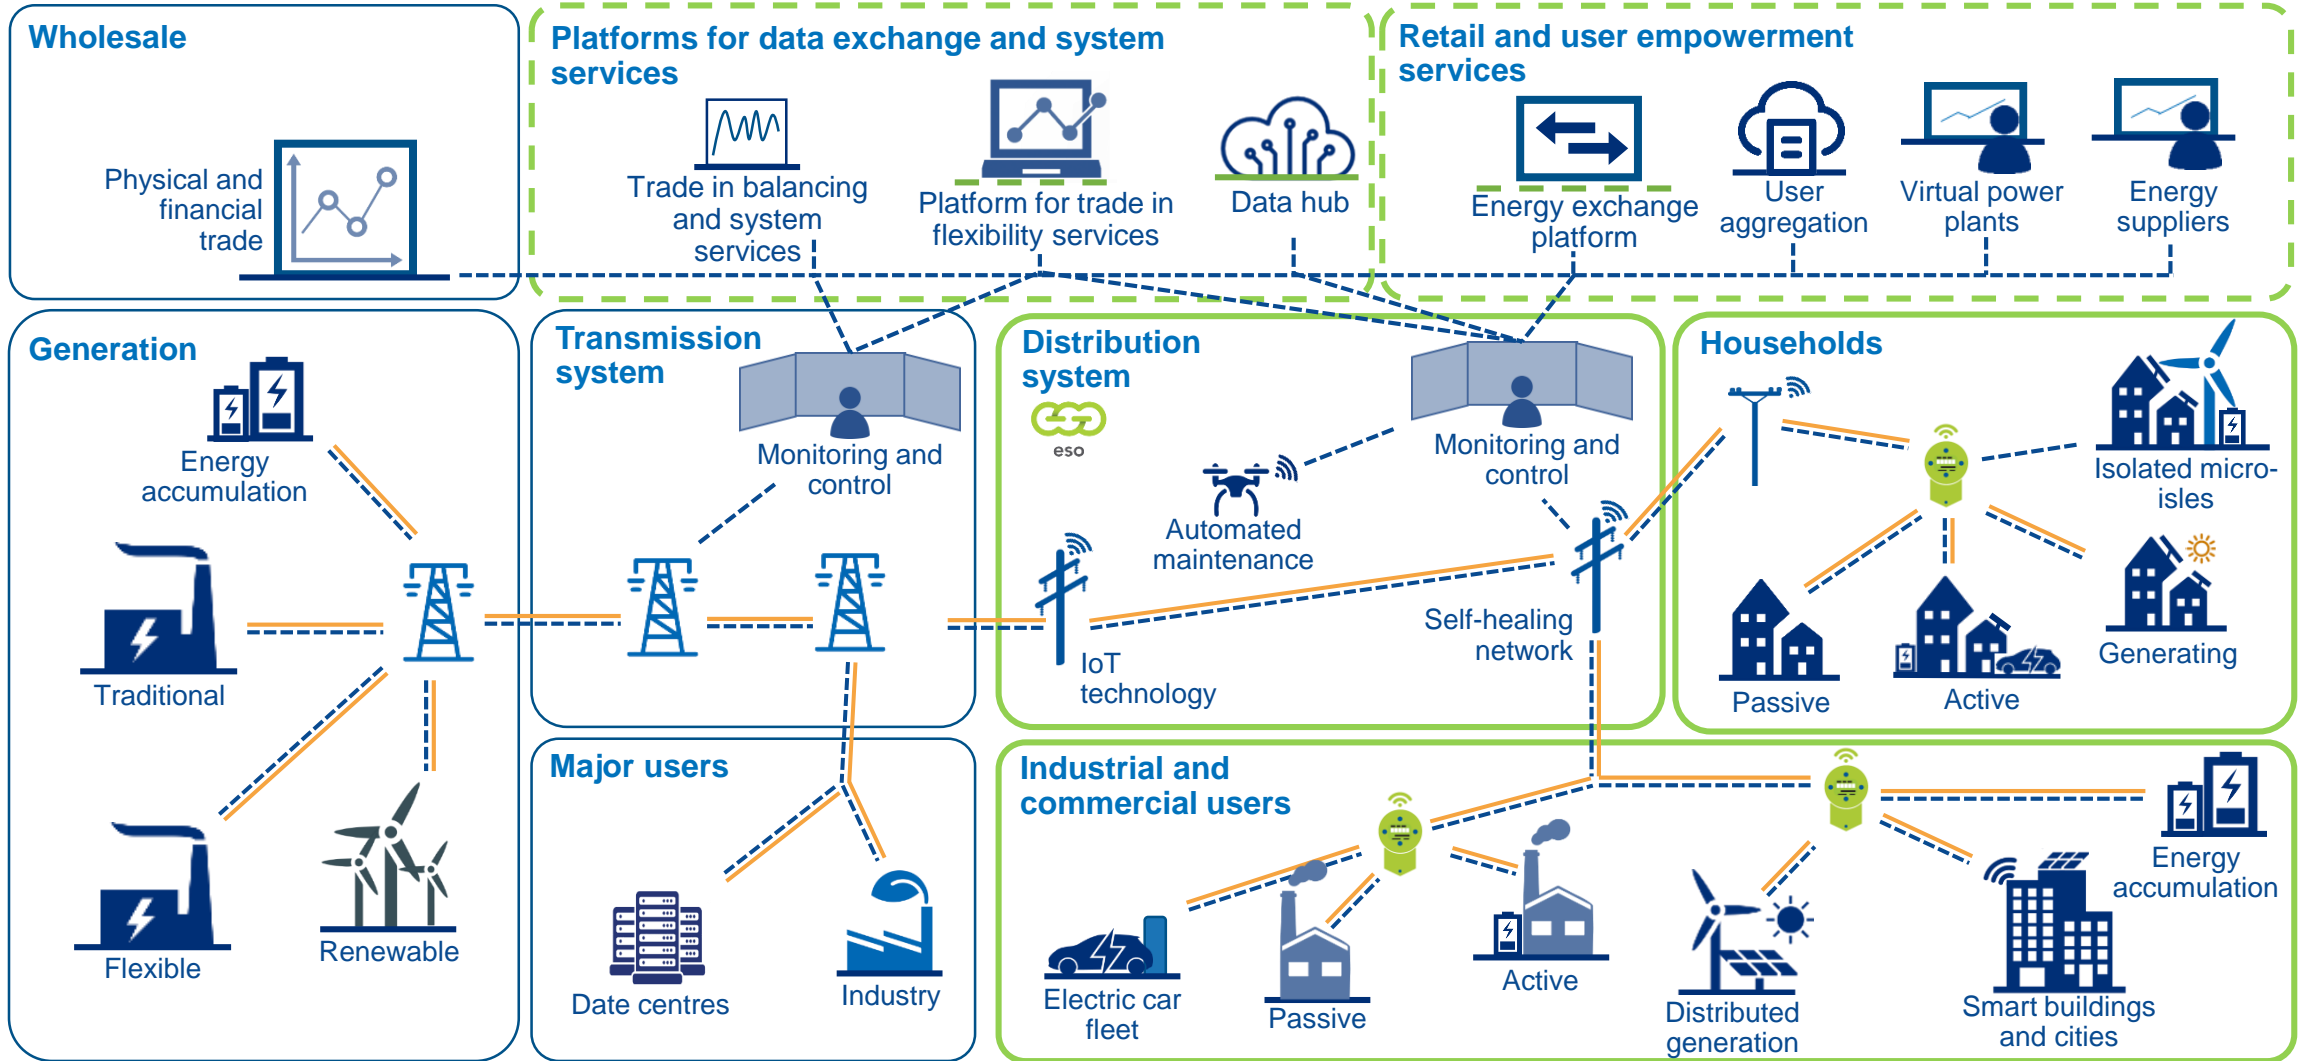 Wholesale
Physical and
financial
trade
Platforms for data exchange and system
services
Trade in balancing
and system
services
Platform for trade in
flexibility services
Data hub
Retail and user empowerment
services
Energy exchange
platform
User
aggregation
Virtual power
plants
Energy
suppliers
Generation
Energy
accumulation
Traditional
Flexible
Renewable
Transmission
system
Monitoring and
control
Major users
Date centres
Industry
Distribution
system
eso
Monitoring and
control
Automated
maintenance
IoT
technology
Self-healing
network
Households
Isolated micro-
isles
Passive
Active
Generating
Industrial and
commercial users
Electric car
fleet
Passive
Active
Distributed
generation
Smart buildings
and cities
Energy
accumulation